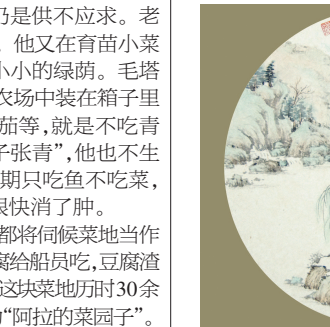 仍是供不应求。老
他又在育苗小菜
小小的绿荫。毛塔
农场中装在箱子里
茄等,就是不吃青
子张青”,他也不生
期只吃鱼不吃菜,
很快消了肿。
都将伺候菜地当作
腐给船员吃,豆腐渣
这块菜地历时30余
“阿拉的菜园子”。